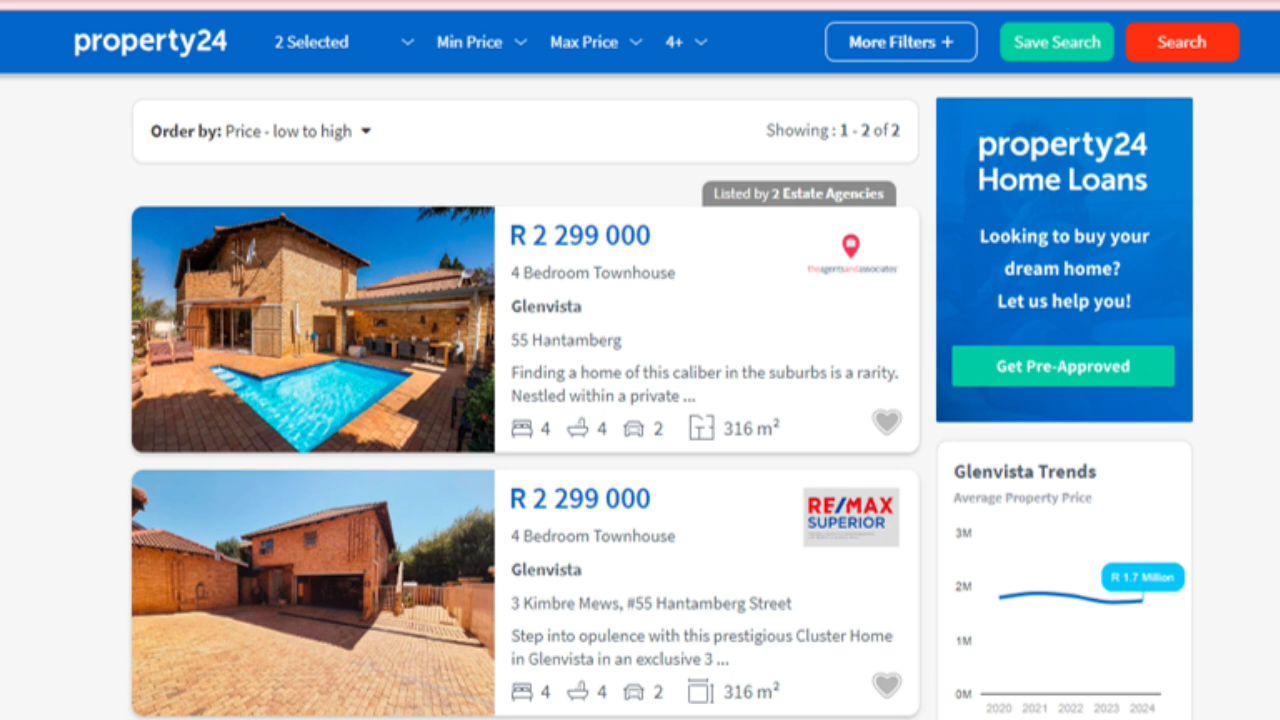 property24
2 Selected
Min Price
Max Price
4+
More Filters +
Save Search
Search
Order by: Price - low to high
Showing : 1 - 2 of 2
Listed by 2 Estate Agencies
R 2 299 000
theagentsandassociates
4 Bedroom Townhouse
Glenvista
55 Hantamberg
Finding a home of this caliber in the suburbs is a rarity.
Nestled within a private ...
4 4 2 316 m²
R 2 299 000
RE/MAX
SUPERIOR
4 Bedroom Townhouse
Glenvista
3 Kimbre Mews, #55 Hantamberg Street
Step into opulence with this prestigious Cluster Home
in Glenvista in an exclusive 3 ...
4 4 2 316 m²
property24
Home Loans
Looking to buy your
dream home?
Let us help you!
Get Pre-Approved
Glenvista Trends
Average Property Price
3M
2M
R 1.7 Million
1M
0M
2020 2021 2022 2023 2024